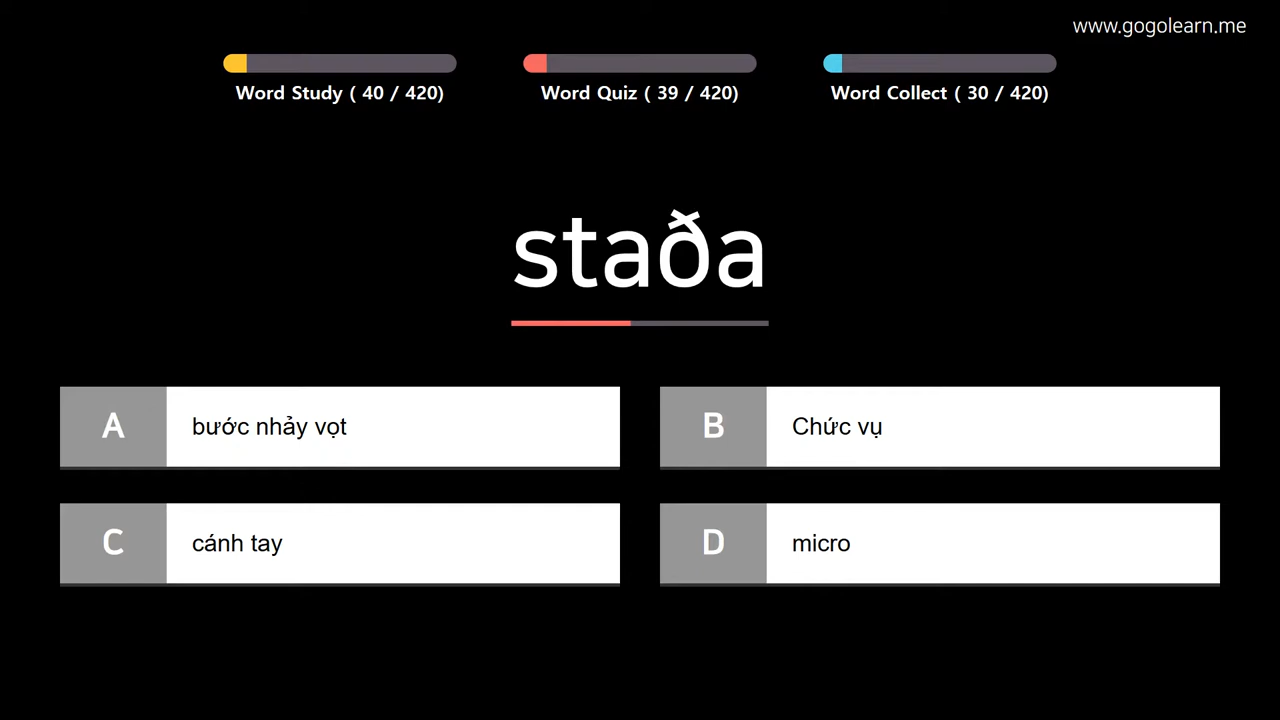 www.gogolearn.me
Word Study ( 40 / 420)
Word Quiz ( 39 / 420)
Word Collect ( 30 / 420)
staða
A bước nhảy vọt
B Chức vụ
C cánh tay
D micro